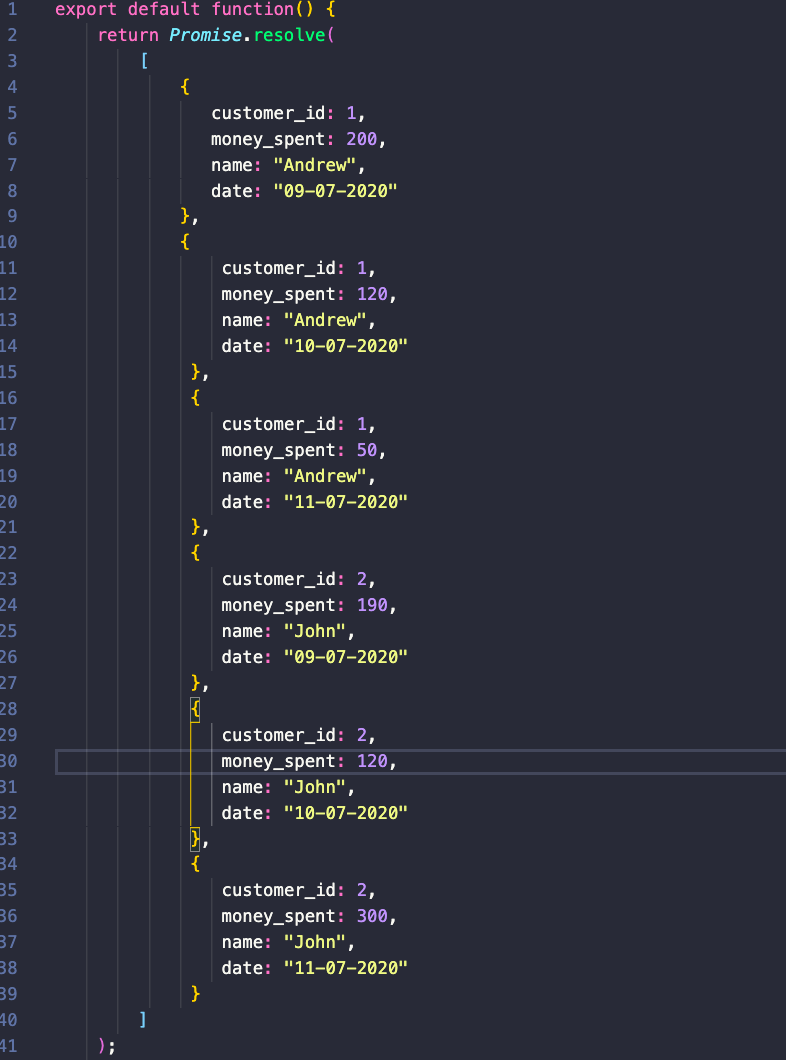 1 export default function() {
2 return Promise.resolve(
3 [
4 {
5 customer_id: 1,
6 money_spent: 200,
7 name: "Andrew",
8 date: "09-07-2020"
9 },
10 {
11 customer_id: 1,
12 money_spent: 120,
13 name: "Andrew",
14 date: "10-07-2020"
15 },
16 {
17 customer_id: 1,
18 money_spent: 50,
19 name: "Andrew",
20 date: "11-07-2020"
21 },
22 {
23 customer_id: 2,
24 money_spent: 190,
25 name: "John",
26 date: "09-07-2020"
27 },
28 {
29 customer_id: 2,
30 money_spent: 120,
31 name: "John",
32 date: "10-07-2020"
33 },
34 {
35 customer_id: 2,
36 money_spent: 300,
37 name: "John",
38 date: "11-07-2020"
39 }
40 ]
41 );